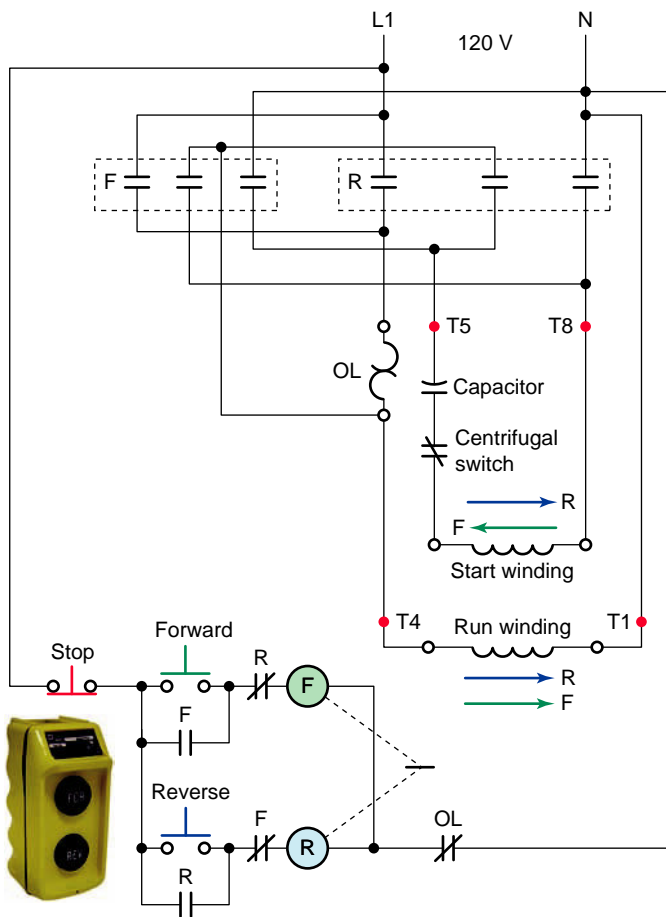 L1
120 V
N
F
R
T5
T8
OL
Capacitor
Centrifugal
switch
R
F
Start winding
T4
Run winding
T1
R
F
Stop
Forward
R
F
F
Reverse
F
R
OL
R